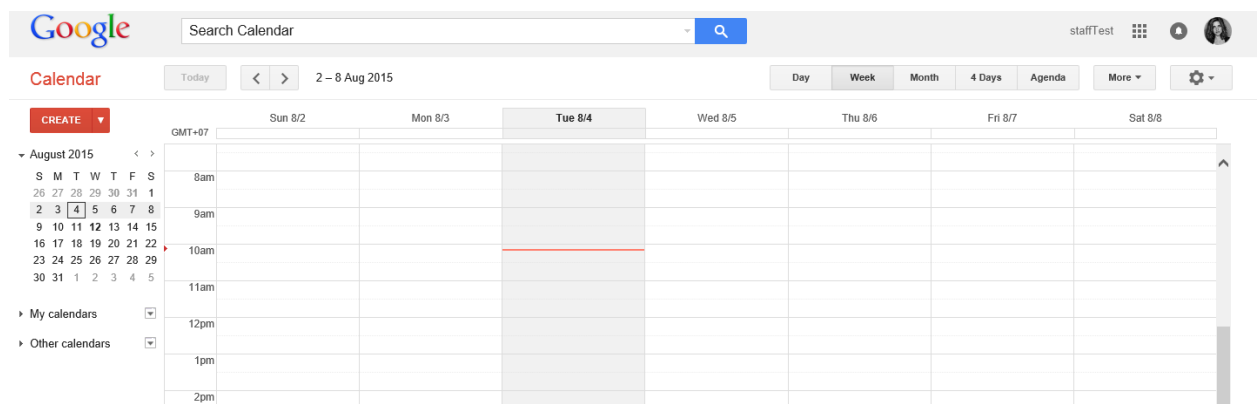 Google Search Calendar staffTest
Calendar Today 2 – 8 Aug 2015 Day Week Month 4 Days Agenda More
CREATE
GMT+07 Sun 8/2 Mon 8/3 Tue 8/4 Wed 8/5 Thu 8/6 Fri 8/7 Sat 8/8
August 2015 < >
S M T W T F S
26 27 28 29 30 31 1
2 3 4 5 6 7 8
9 10 11 12 13 14 15
16 17 18 19 20 21 22
23 24 25 26 27 28 29
30 31 1 2 3 4 5
My calendars
Other calendars
8am
9am
10am
11am
12pm
1pm
2pm